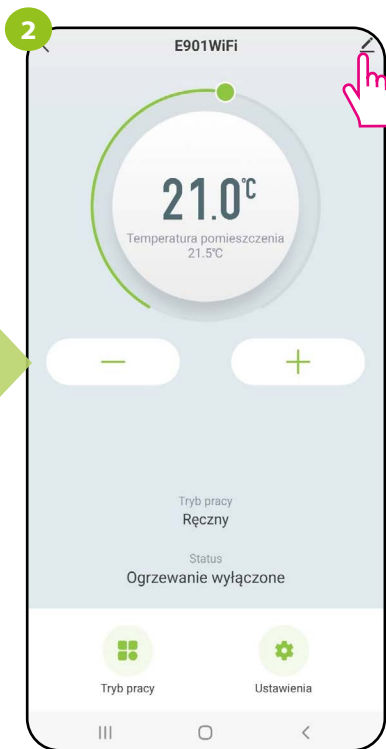 2
E901WiFi
21.0°C
Temperatura pomieszczenia
21.5°C
Tryb pracy
Ręczny
Status
Ogrzewanie wyłączone
Tryb pracy
Ustawienia